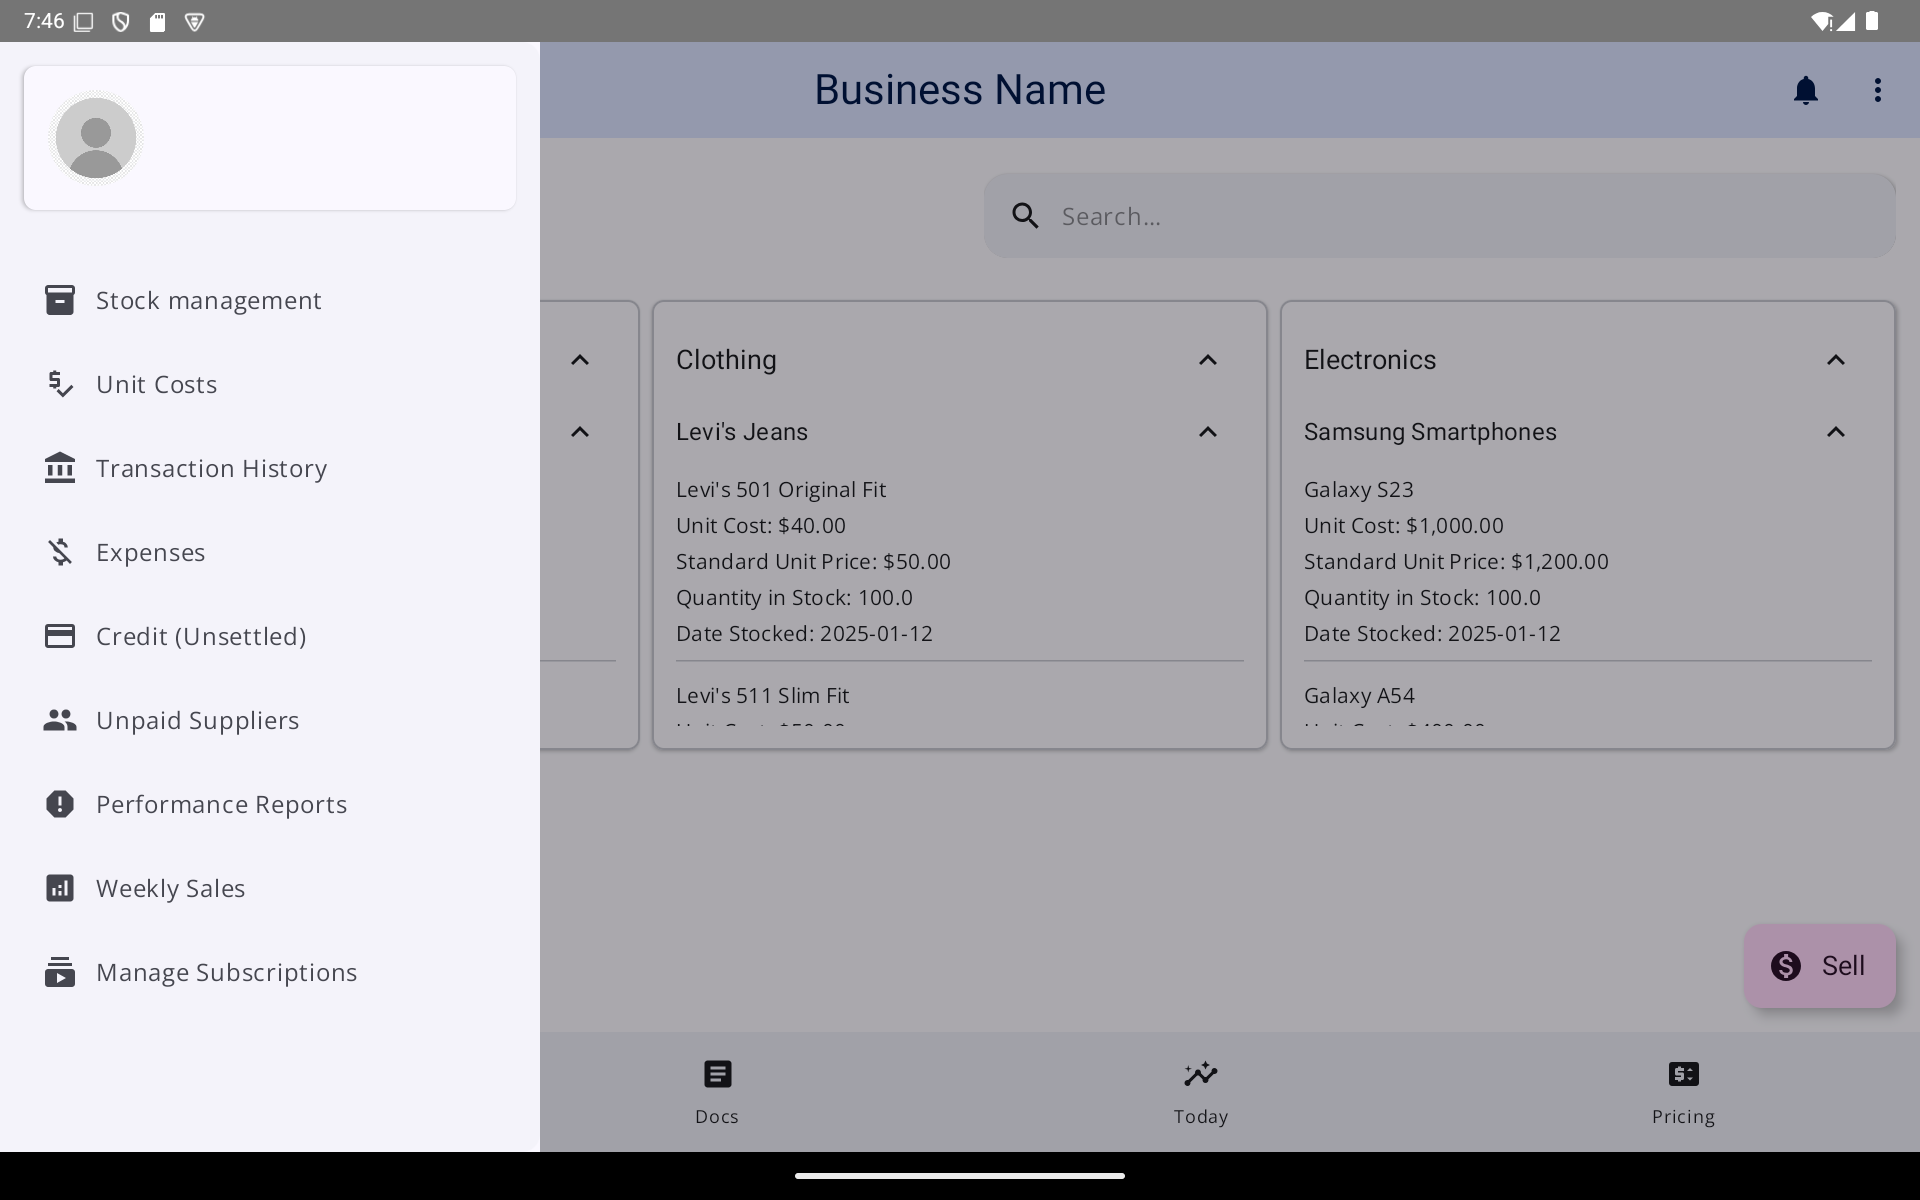 7:46
Business Name
Search...
Stock management
Unit Costs
Transaction History
Expenses
Credit (Unsettled)
Unpaid Suppliers
Performance Reports
Weekly Sales
Manage Subscriptions
Clothing
Levi's Jeans
Levi's 501 Original Fit
Unit Cost: $40.00
Standard Unit Price: $50.00
Quantity in Stock: 100.0
Date Stocked: 2025-01-12
Levi's 511 Slim Fit
Electronics
Samsung Smartphones
Galaxy S23
Unit Cost: $1,000.00
Standard Unit Price: $1,200.00
Quantity in Stock: 100.0
Date Stocked: 2025-01-12
Galaxy A54
Sell
Docs
Today
Pricing